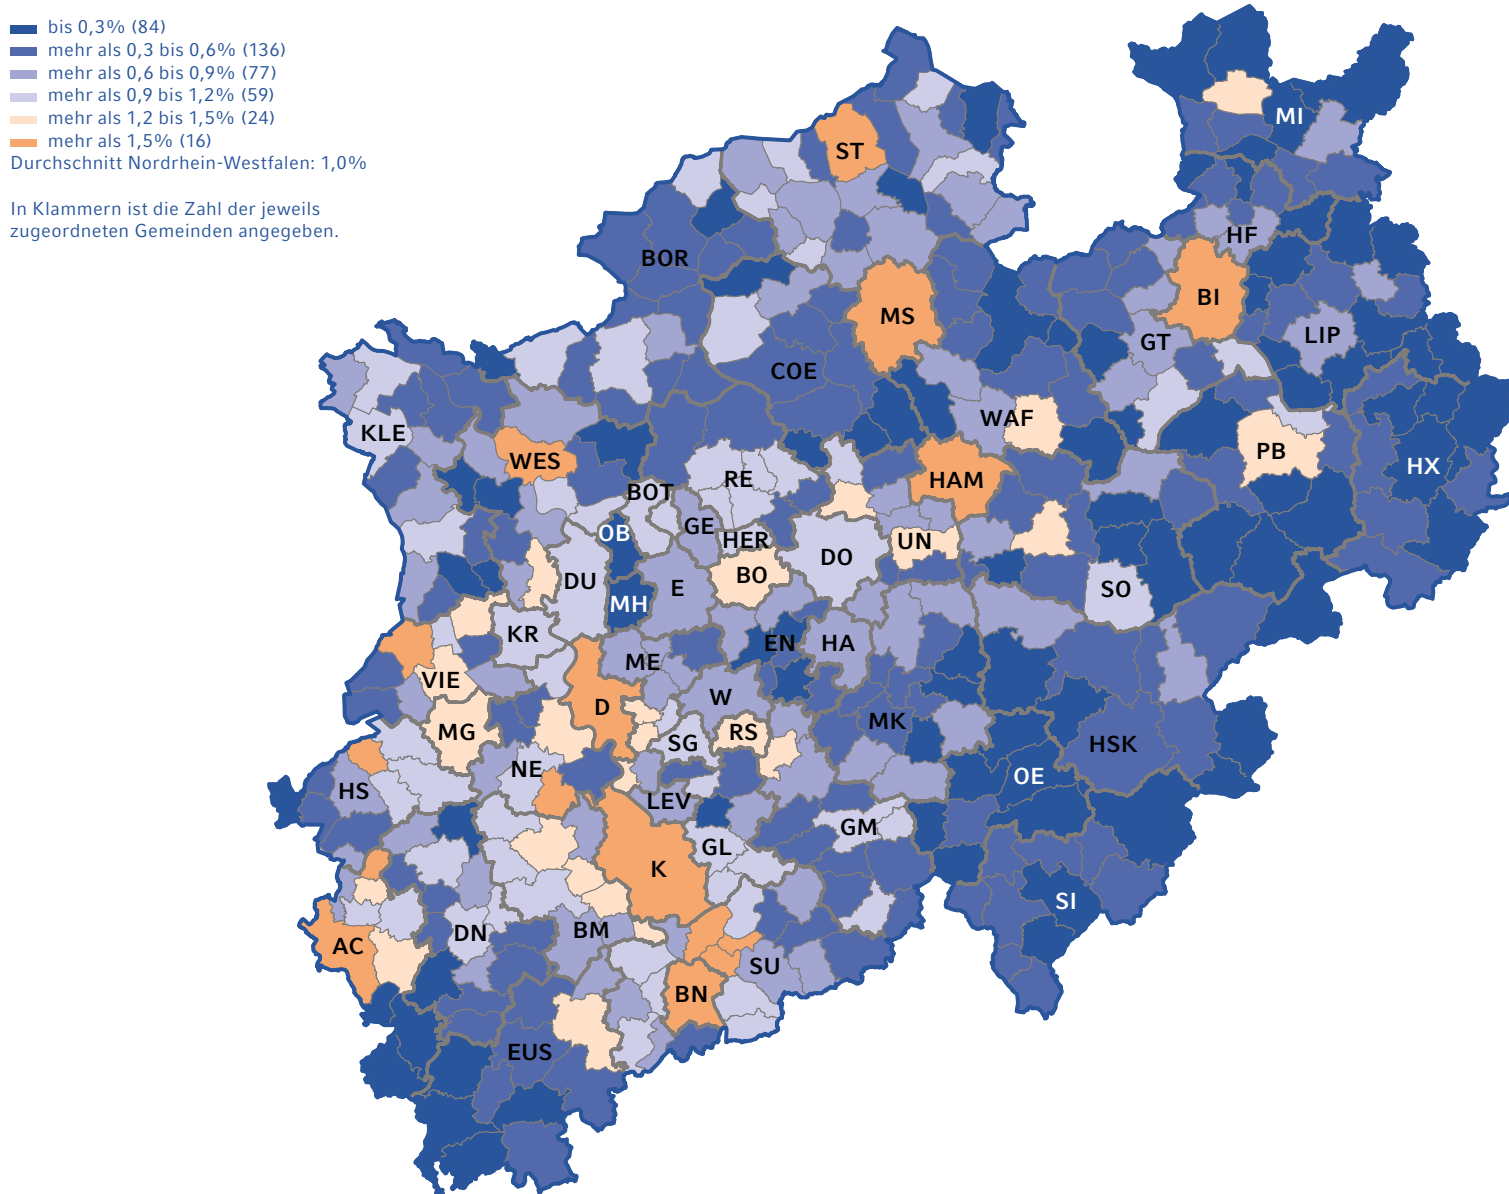 bis 0,3% (84)
mehr als 0,3 bis 0,6% (136)
mehr als 0,6 bis 0,9% (77)
mehr als 0,9 bis 1,2% (59)
mehr als 1,2 bis 1,5% (24)
mehr als 1,5% (16)
Durchschnitt Nordrhein-Westfalen: 1,0%
In Klammern ist die Zahl der jeweils
zugeordneten Gemeinden angegeben.
MI
ST
HF
BOR
BI
MS
LIP
GT
COE
WAF
KLE
PB
WES
HX
RE
HAM
BOT
GE
OB
HER
UN
DO
BO
DU
E
SO
MH
KR
EN
HA
ME
VIE
W
D
MK
MG
RS
SG
HSK
NE
OE
HS
LEV
GM
GL
K
SI
BM
DN
AC
SU
BN
EUS